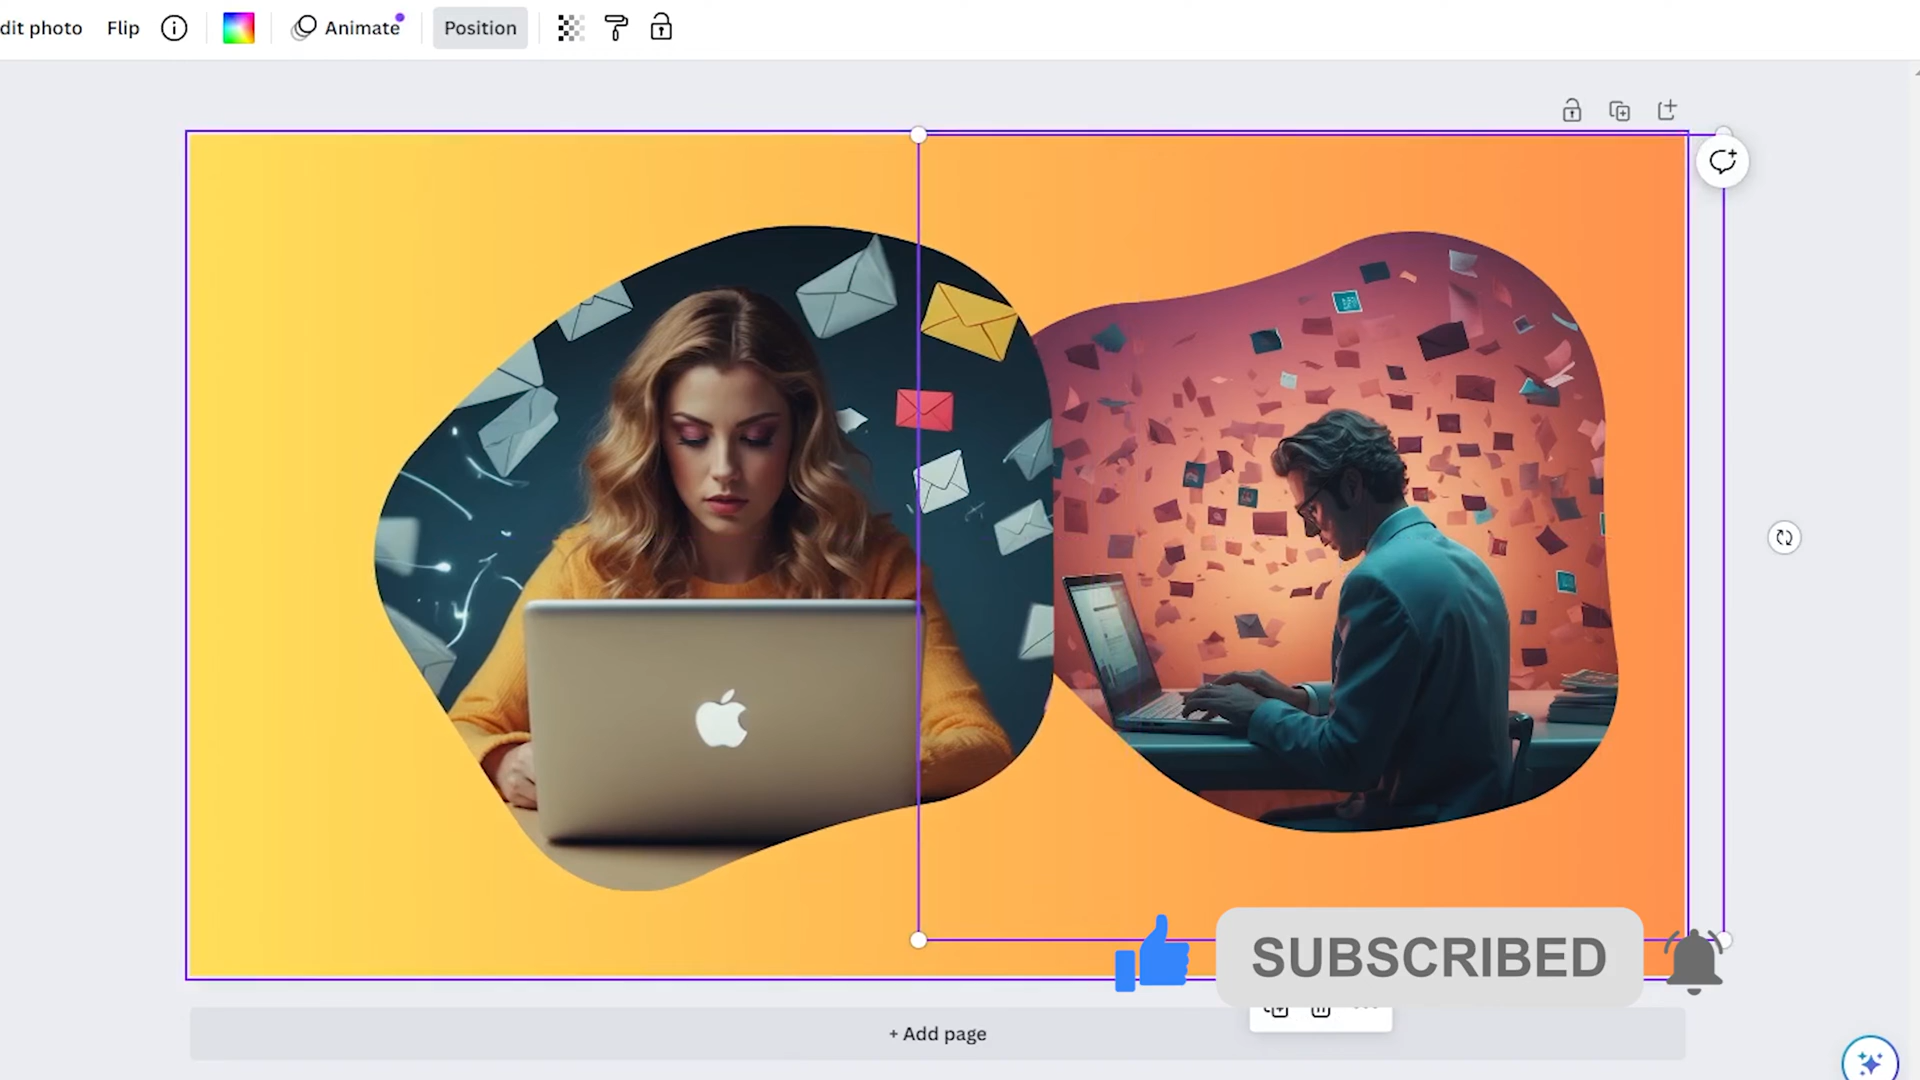 dit photo
Flip
Animate
Position
SUBSCRIBED
+ Add page